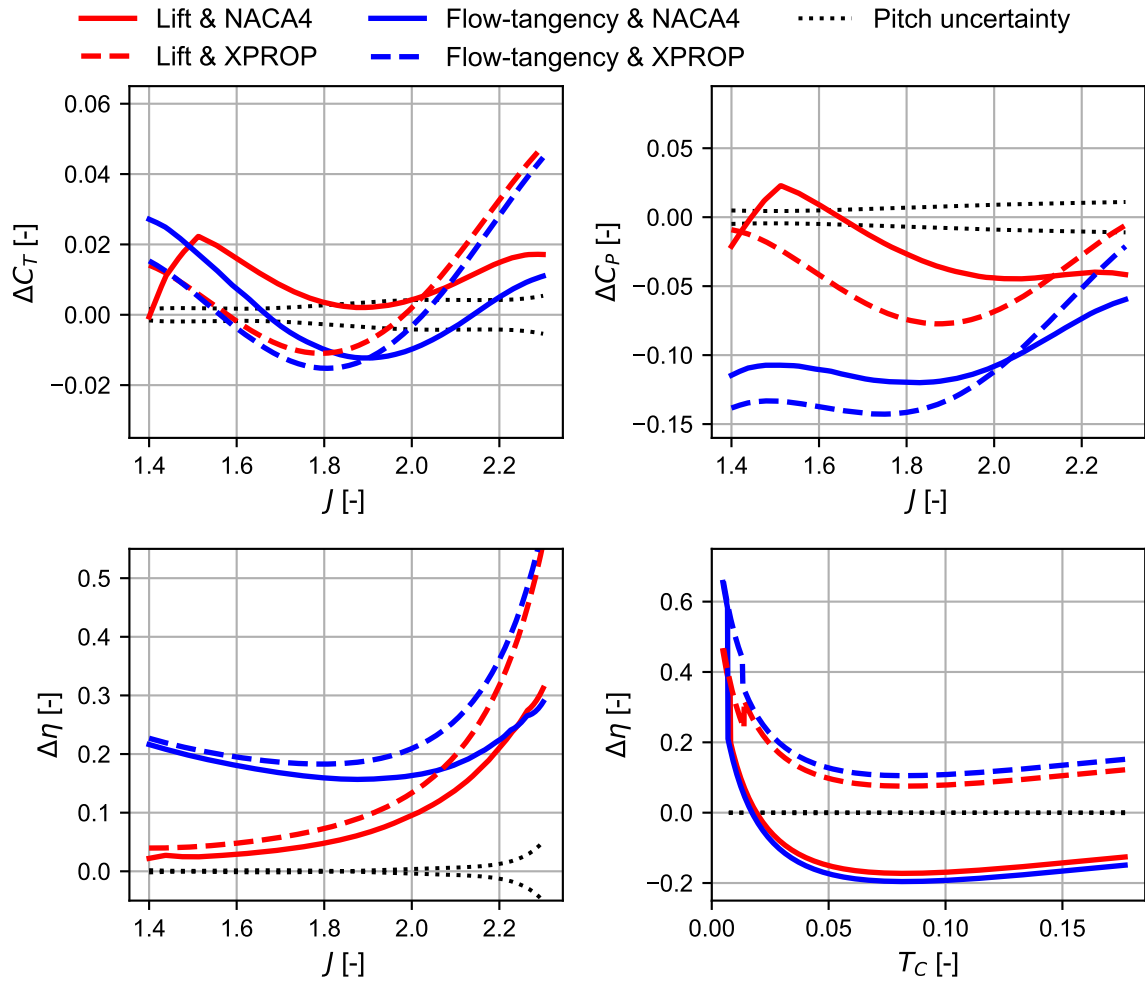 Lift & NACA4 Flow-tangency & NACA4 Pitch uncertainty
Lift & XPROP Flow-tangency & XPROP
0.06
0.04
0.02
0.00
−0.02
ΔC_T [-]
1.4 1.6 1.8 2.0 2.2
J [-]
0.05
0.00
−0.05
−0.10
−0.15
ΔC_P [-]
1.4 1.6 1.8 2.0 2.2
J [-]
0.5
0.4
0.3
0.2
0.1
0.0
Δη [-]
1.4 1.6 1.8 2.0 2.2
J [-]
0.6
0.4
0.2
0.0
−0.2
Δη [-]
0.00 0.05 0.10 0.15
T_C [-]